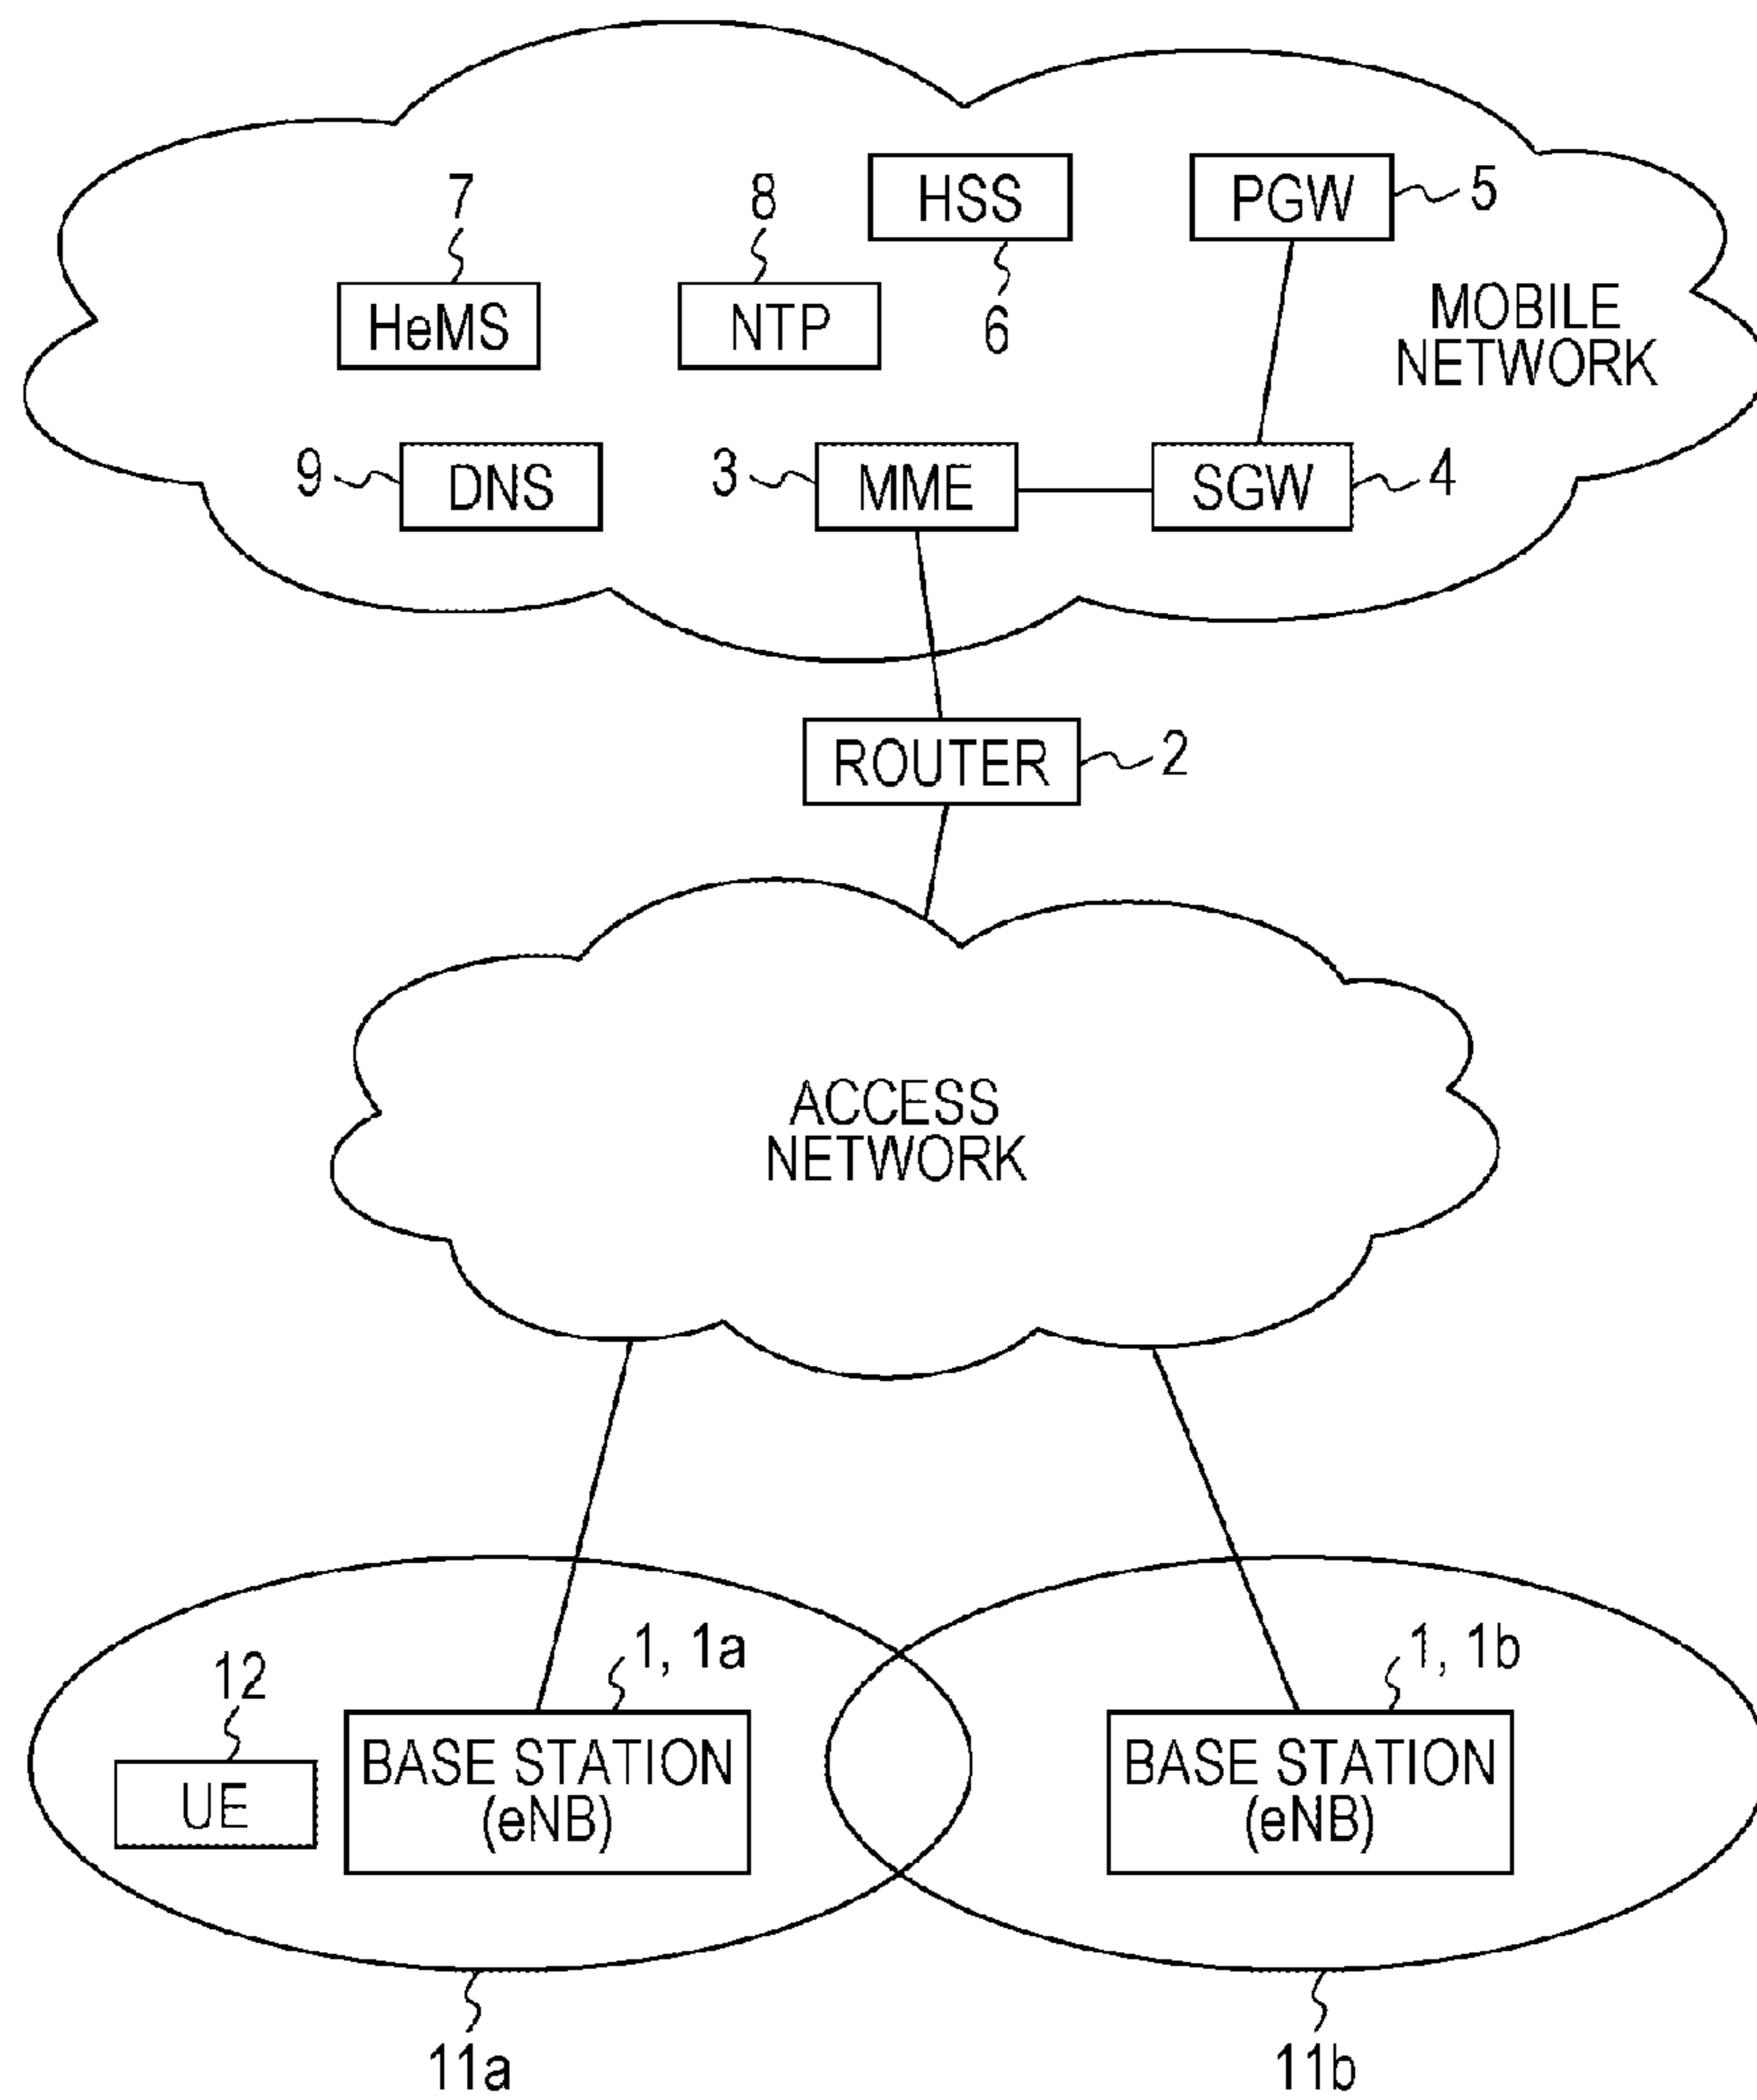 HSS
PGW
5
7
8
6
HeMS
NTP
MOBILE
NETWORK
9
DNS
3
MME
SGW
4
ROUTER
2
ACCESS
NETWORK
12
1, 1a
1, 1b
UE
BASE STATION
(eNB)
BASE STATION
(eNB)
11a
11b